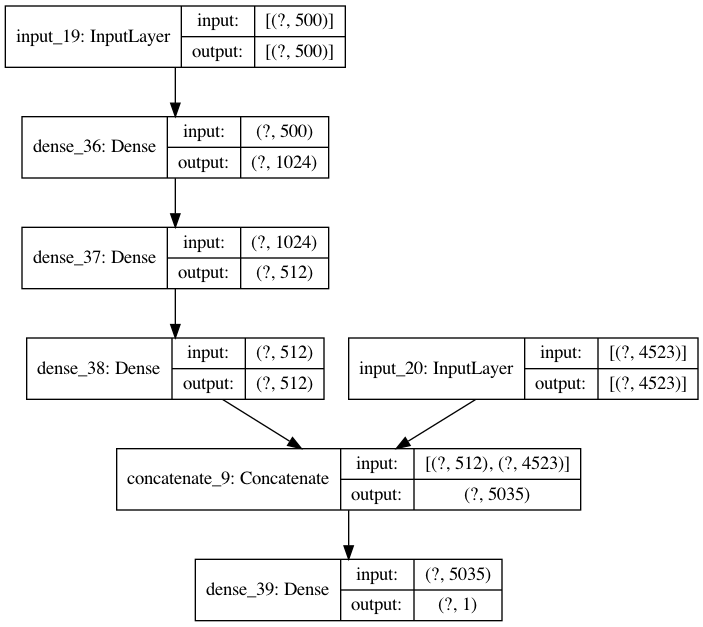 input_19: InputLayer
input: [(?, 500)]
output: [(?, 500)]
dense_36: Dense
input: (?, 500)
output: (?, 1024)
dense_37: Dense
input: (?, 1024)
output: (?, 512)
dense_38: Dense
input: (?, 512)
output: (?, 512)
input_20: InputLayer
input: [(?, 4523)]
output: [(?, 4523)]
concatenate_9: Concatenate
input: [(?, 512), (?, 4523)]
output: (?, 5035)
dense_39: Dense
input: (?, 5035)
output: (?, 1)